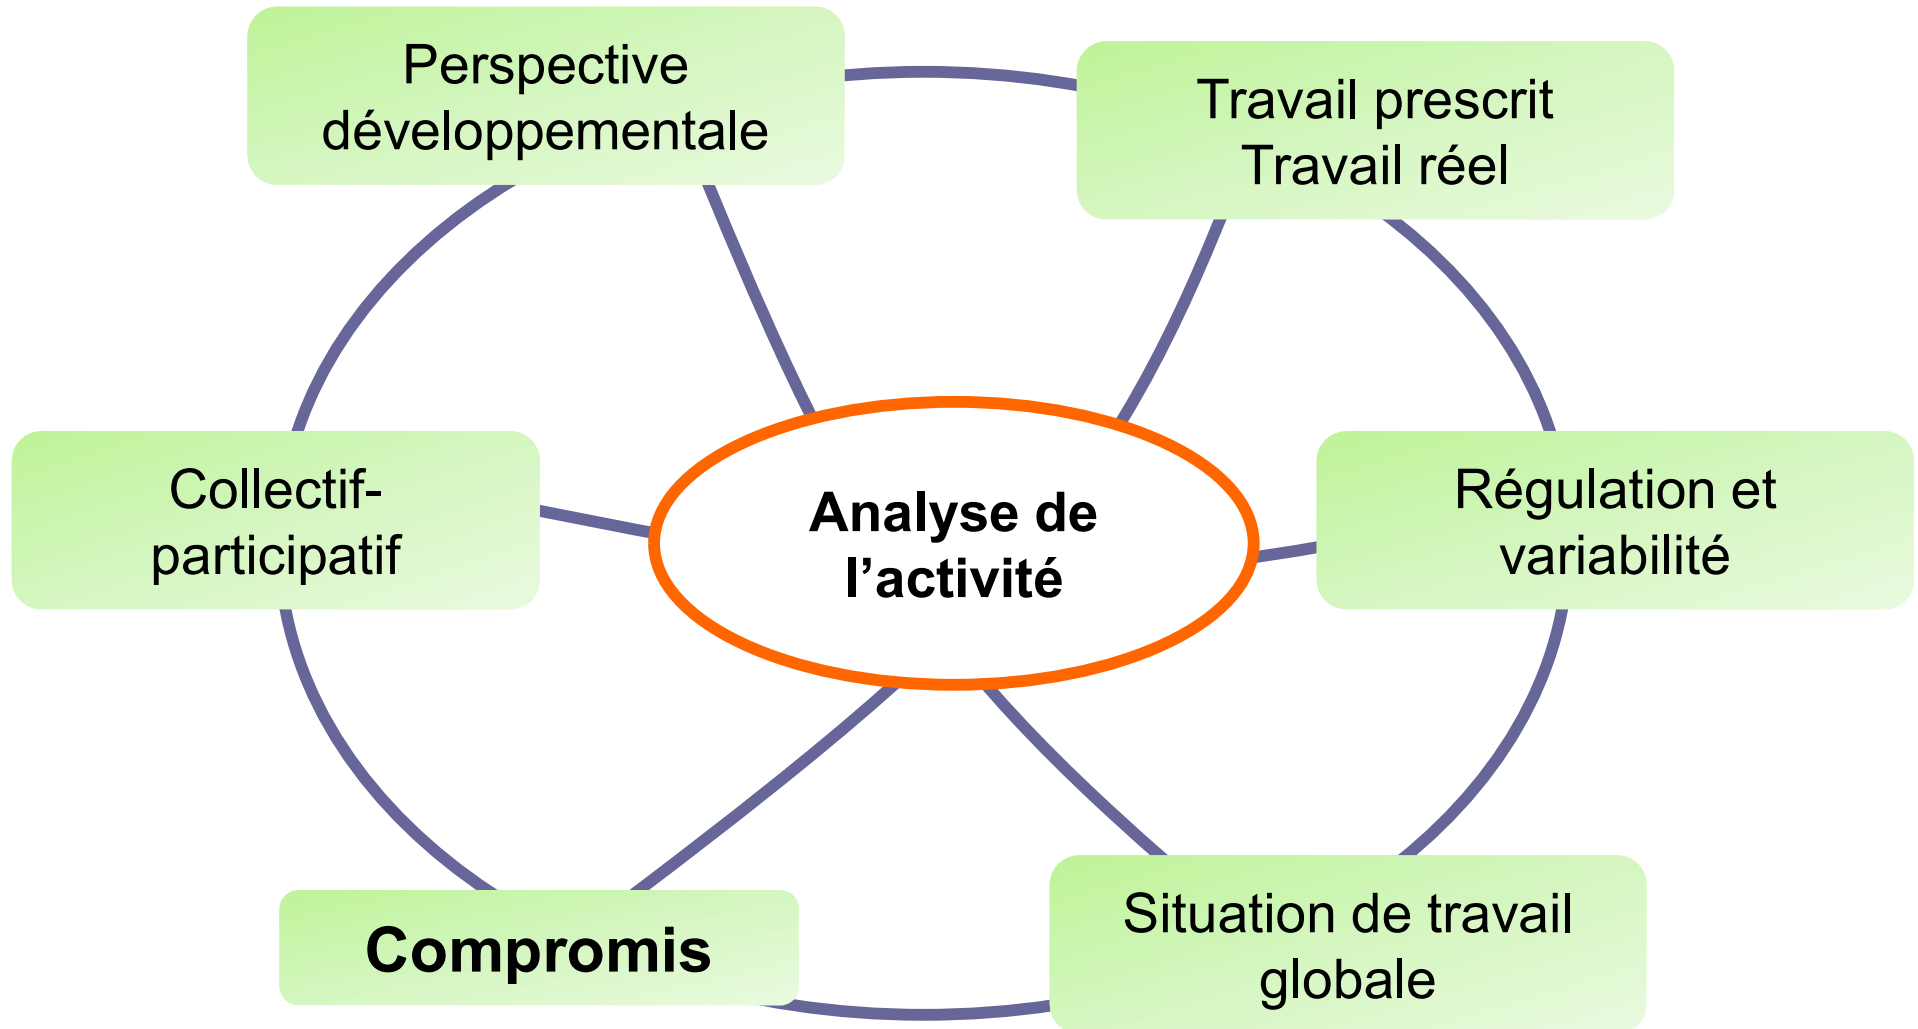 Perspective
développementale
Travail prescrit
Travail réel
Collectif-
participatif
Analyse de
l’activité
Régulation et
variabilité
Compromis
Situation de travail
globale